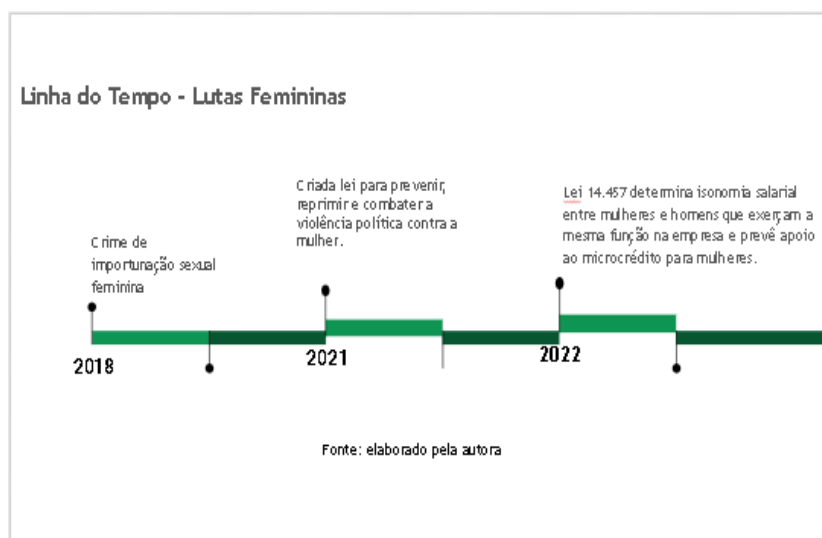 Linha do Tempo - Lutas Femininas
Crime de
importunação sexual
feminina
2018
Criada lei para prevenir,
reprimir e combater a
violência política contra a
mulher.
2021
Lei 14.457 determina isonomia salarial
entre mulheres e homens que exerçam a
mesma função na empresa e prevê apoio
ao microcrédito para mulheres.
2022
Fonte: elaborado pela autora